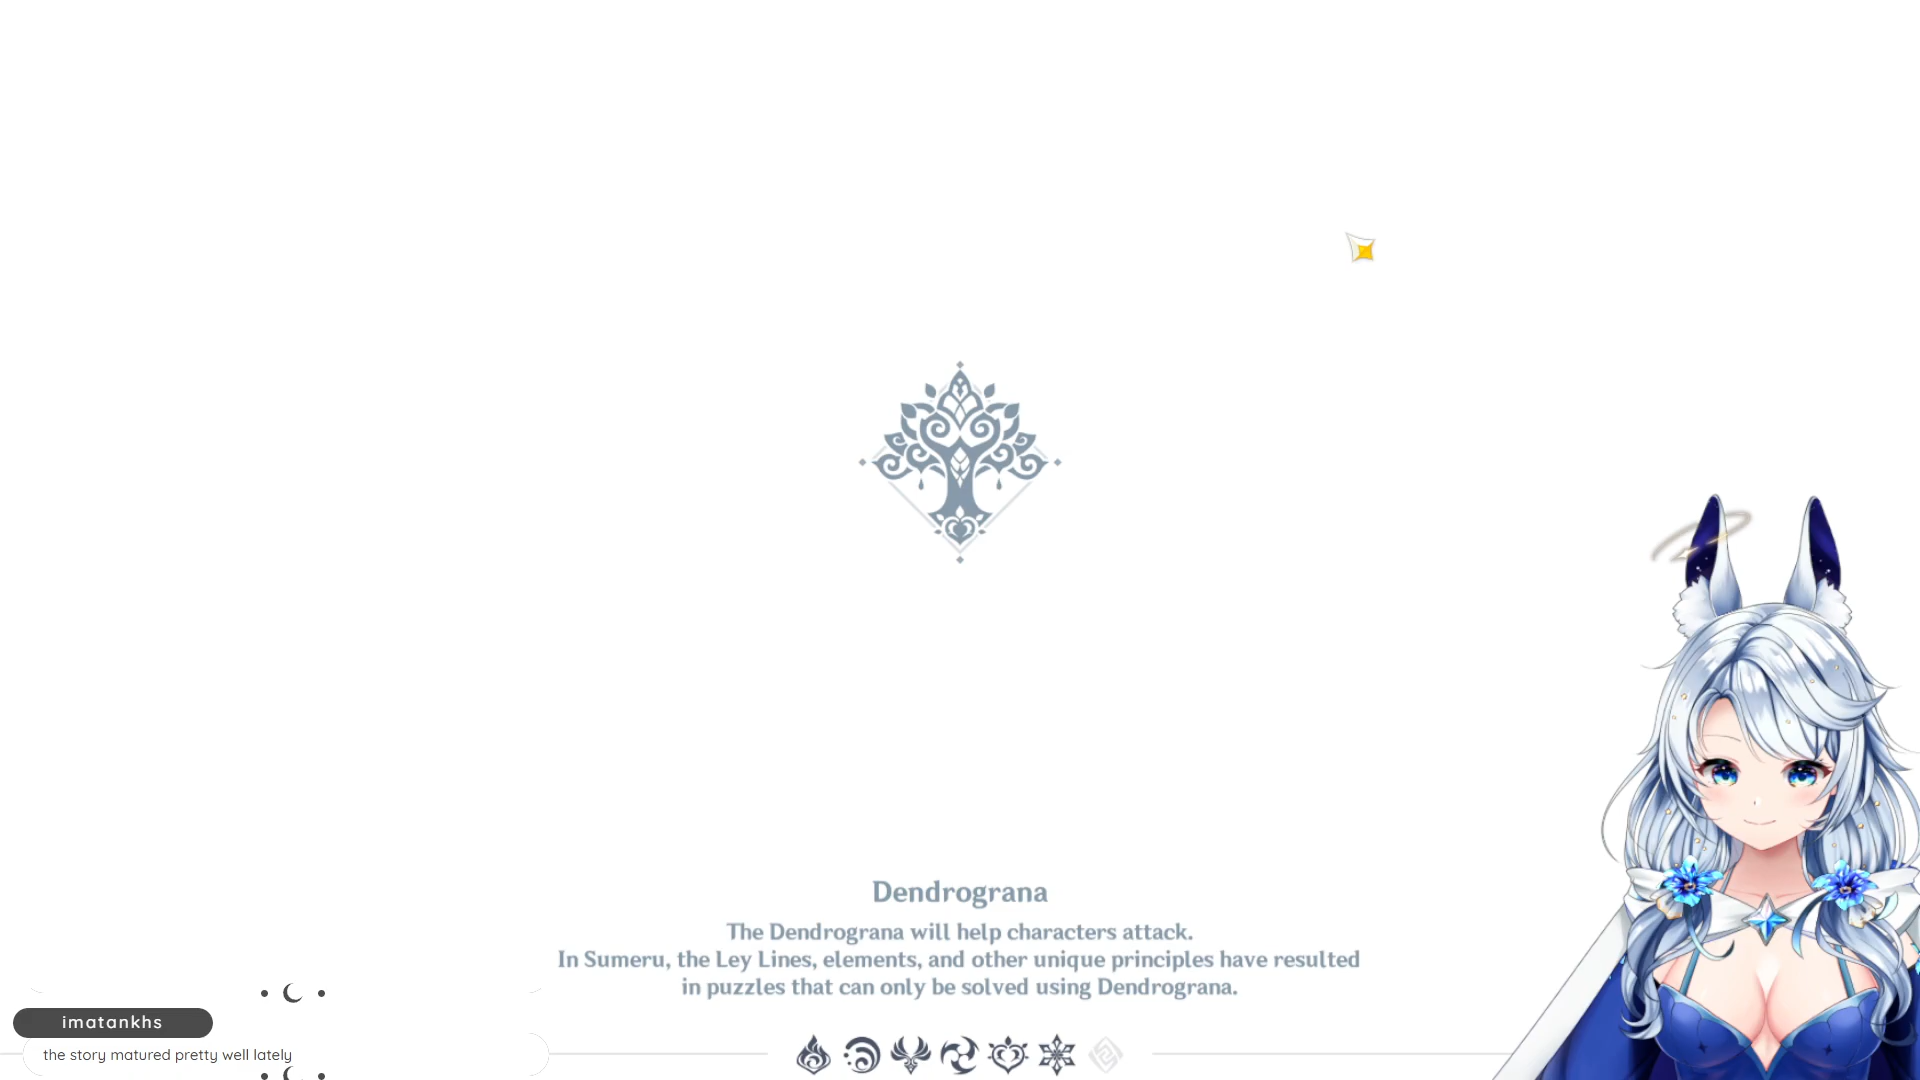 Dendrograna
The Dendrograna will help characters attack.
In Sumeru, the Ley Lines, elements, and other unique principles have resulted
in puzzles that can only be solved using Dendrograna.
imatankhs
the story matured pretty well lately